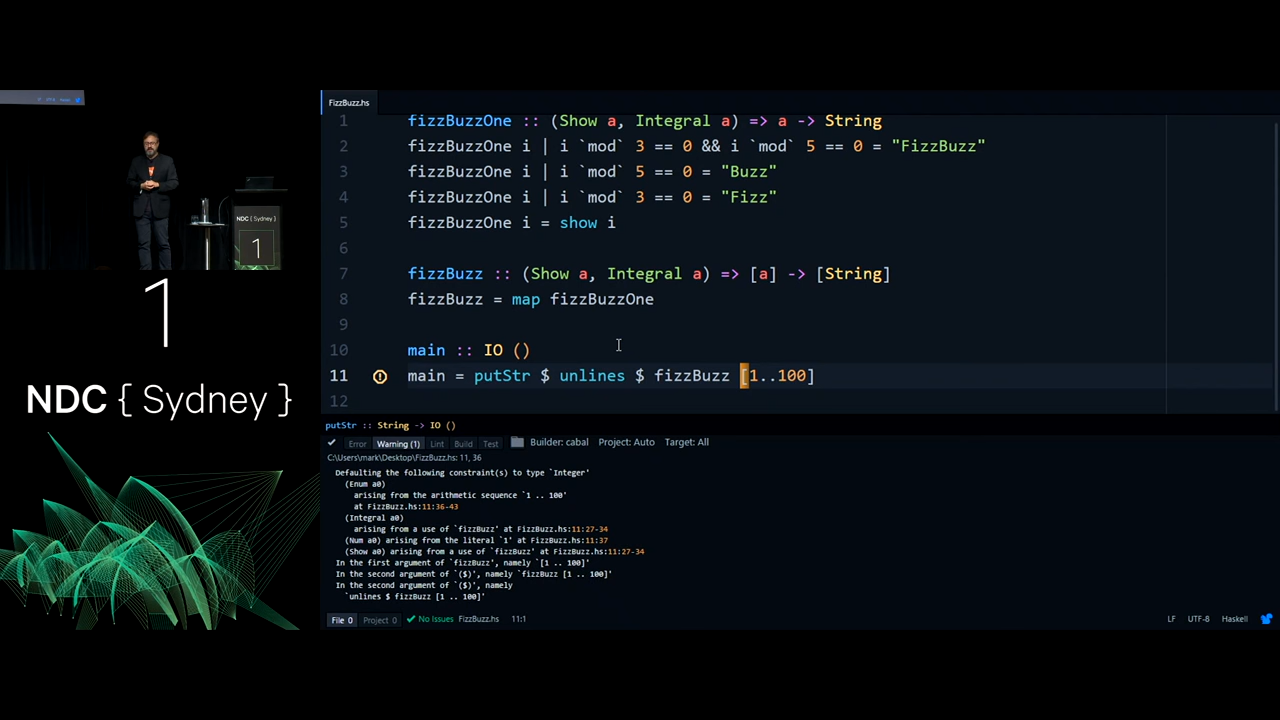 NDC { Sydney }
1
1
NDC { Sydney }
FizzBuzz.hs
1 fizzBuzzOne :: (Show a, Integral a) => a -> String
2 fizzBuzzOne i | i `mod` 3 == 0 && i `mod` 5 == 0 = "FizzBuzz"
3 fizzBuzzOne i | i `mod` 5 == 0 = "Buzz"
4 fizzBuzzOne i | i `mod` 3 == 0 = "Fizz"
5 fizzBuzzOne i = show i
6
7 fizzBuzz :: (Show a, Integral a) => [a] -> [String]
8 fizzBuzz = map fizzBuzzOne
9
10 main :: IO ()
11 main = putStr $ unlines $ fizzBuzz [1..100]
12
putStr :: String -> IO ()
Error Warning (1) Lint Build Test Builder: cabal Project: Auto Target: All
C:\Users\mark\Desktop\FizzBuzz.hs: 11, 36
Defaulting the following constraint(s) to type `Integer'
(Enum a0)
arising from the arithmetic sequence `1 .. 100'
at FizzBuzz.hs:11:36-43
(Integral a0)
arising from a use of `fizzBuzz' at FizzBuzz.hs:11:27-34
(Num a0) arising from the literal `1' at FizzBuzz.hs:11:37
(Show a0) arising from a use of `fizzBuzz' at FizzBuzz.hs:11:27-34
In the first argument of `fizzBuzz', namely `[1 .. 100]'
In the second argument of `($)', namely `fizzBuzz [1 .. 100]'
In the second argument of `($)', namely
`unlines $ fizzBuzz [1 .. 100]'
File 0 Project 0 No Issues FizzBuzz.hs 11:1 LF UTF-8 Haskell